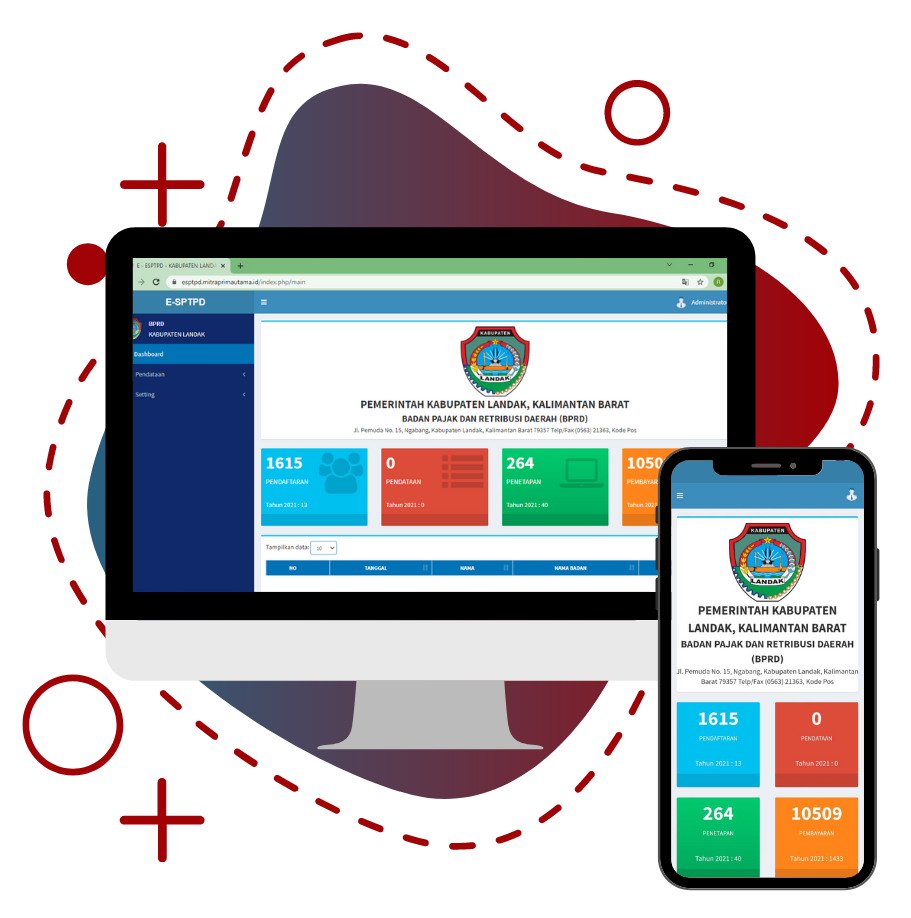 E - ESPTPD - KABUPATEN LAND
esptpd.mitraprimautama.id/index.php/main
E-SPTPD
Administrator
BPRD
KABUPATEN LANDAK
Dashboard
Pendataan
Setting
KABUPATEN
LANDAK
PEMERINTAH KABUPATEN LANDAK, KALIMANTAN BARAT
BADAN PAJAK DAN RETRIBUSI DAERAH (BPRD)
Jl. Pemuda No. 15, Ngabang, Kabupaten Landak, Kalimantan Barat 79357 Telp/Fax (0563) 21363, Kode Pos
1615
PENDAFTARAN
Tahun 2021 : 13
0
PENDATAAN
Tahun 2021 : 0
264
PENETAPAN
Tahun 2021 : 40
1050
PEMBAYAR
Tahun 202
Tampilkan data: 10
NO TANGGAL NAMA NAMA BADAN
KABUPATEN
LANDAK
PEMERINTAH KABUPATEN
LANDAK, KALIMANTAN BARAT
BADAN PAJAK DAN RETRIBUSI DAERAH
(BPRD)
Jl. Pemuda No. 15, Ngabang, Kabupaten Landak, Kalimantan
Barat 79357 Telp/Fax (0563) 21363, Kode Pos
1615
PENDAFTARAN
Tahun 2021 : 13
0
PENDATAAN
Tahun 2021 : 0
264
PENETAPAN
Tahun 2021 : 40
10509
PEMBAYARAN
Tahun 2021 : 1433